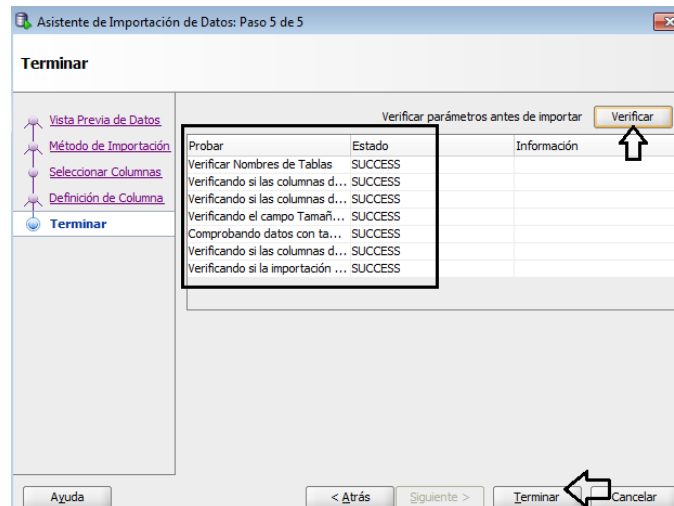 Asistente de Importación de Datos: Paso 5 de 5
Terminar
Vista Previa de Datos
Método de Importación
Seleccionar Columnas
Definición de Columna
Terminar
Verificar parámetros antes de importar Verificar
Probar Estado Información
Verificar Nombres de Tablas SUCCESS
Verificando si las columnas d... SUCCESS
Verificando si las columnas d... SUCCESS
Verificando el campo Tamañ... SUCCESS
Comprobando datos con ta... SUCCESS
Verificando si las columnas d... SUCCESS
Verificando si la importación ... SUCCESS
Ayuda < Atrás Siguiente > Terminar Cancelar